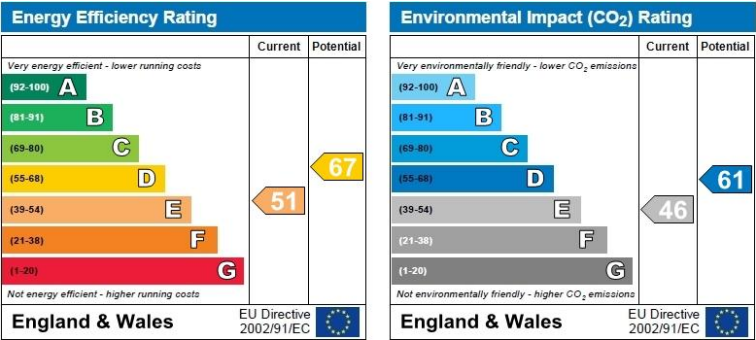 Energy Efficiency Rating
Current Potential
Very energy efficient - lower running costs
(92-100) A
(81-91) B
(69-80) C
(55-68) D
(39-54) E
(21-38) F
(1-20) G
51
67
Not energy efficient - higher running costs
England & Wales
EU Directive
2002/91/EC
Environmental Impact (CO₂) Rating
Current Potential
Very environmentally friendly - lower CO₂ emissions
(92-100) A
(81-91) B
(69-80) C
(55-68) D
(39-54) E
(21-38) F
(1-20) G
46
61
Not environmentally friendly - higher CO₂ emissions
England & Wales
EU Directive
2002/91/EC